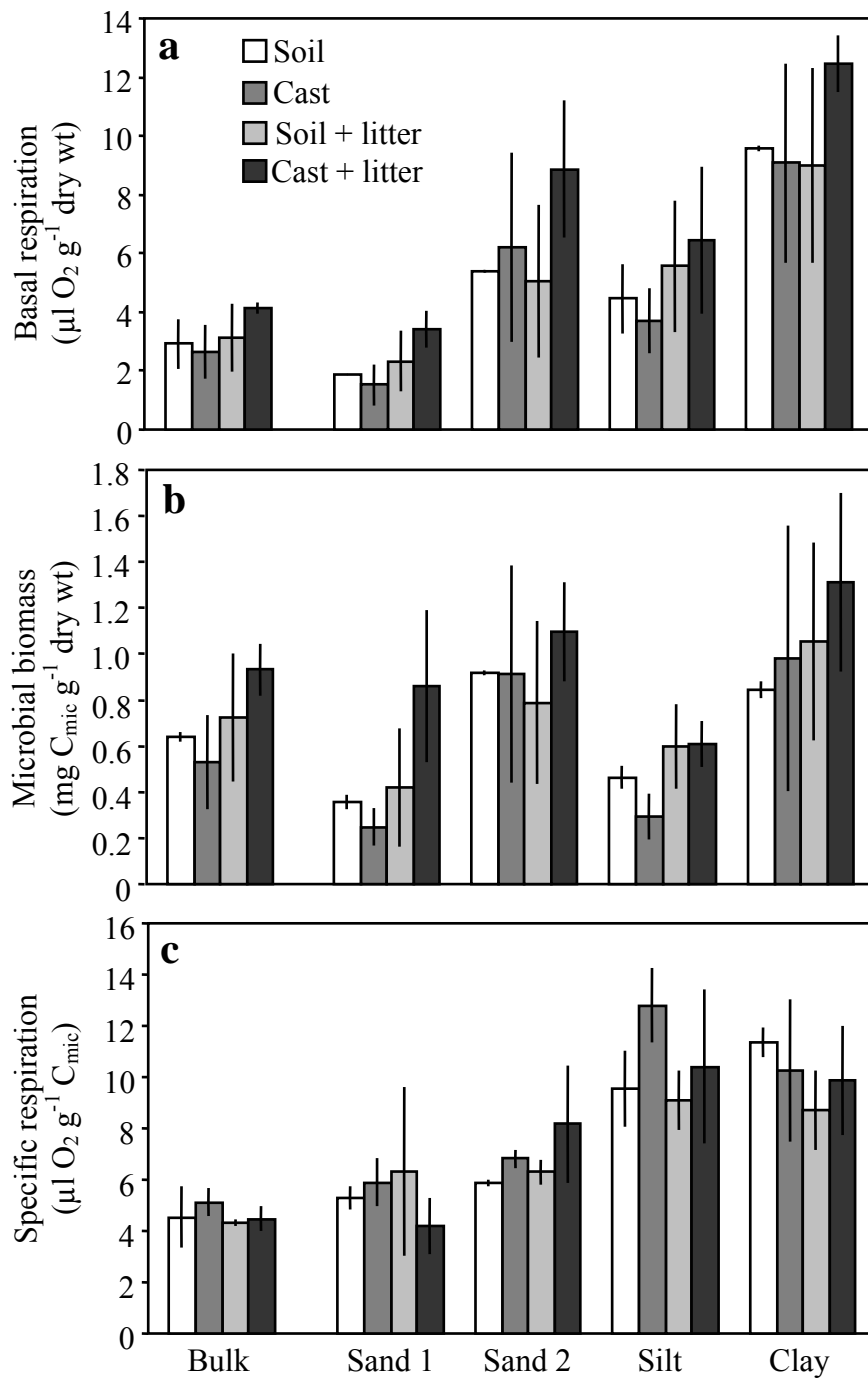 a
Soil
Cast
Soil + litter
Cast + litter
14
12
10
8
6
4
2
0
Basal respiration
(µl O₂ g⁻¹ dry wt)
b
1.8
1.6
1.4
1.2
1.0
0.8
0.6
0.4
0.2
0
Microbial biomass
(mg Cmic g⁻¹ dry wt)
c
16
14
12
10
8
6
4
2
0
Specific respiration
(µl O₂ g⁻¹ Cmic)
Bulk Sand 1 Sand 2 Silt Clay